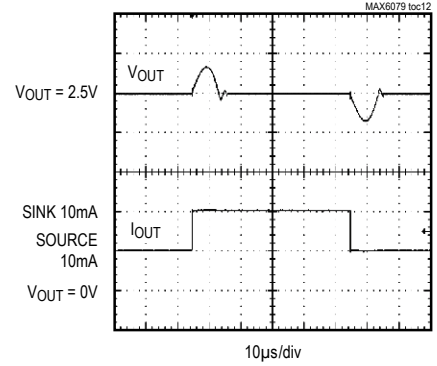 MAX6079 toc12
VOUT
VOUT = 2.5V
SINK 10mA
IOUT
SOURCE
10mA
VOUT = 0V
10µs/div